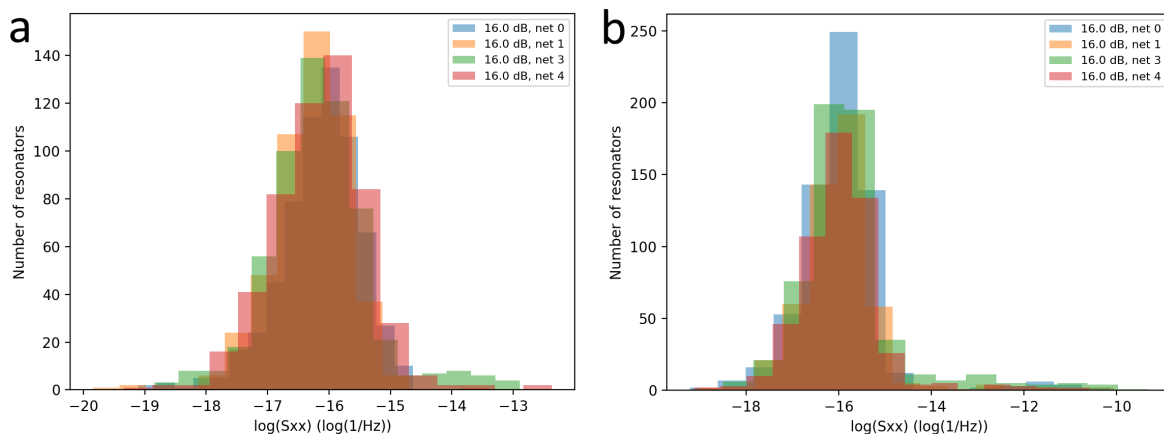 a
16.0 dB, net 0
16.0 dB, net 1
16.0 dB, net 3
16.0 dB, net 4
Number of resonators
140
120
100
80
60
40
20
0
−20 −19 −18 −17 −16 −15 −14 −13
log(Sxx) (log(1/Hz))
b
16.0 dB, net 0
16.0 dB, net 1
16.0 dB, net 3
16.0 dB, net 4
Number of resonators
250
200
150
100
50
0
−18 −16 −14 −12 −10
log(Sxx) (log(1/Hz))